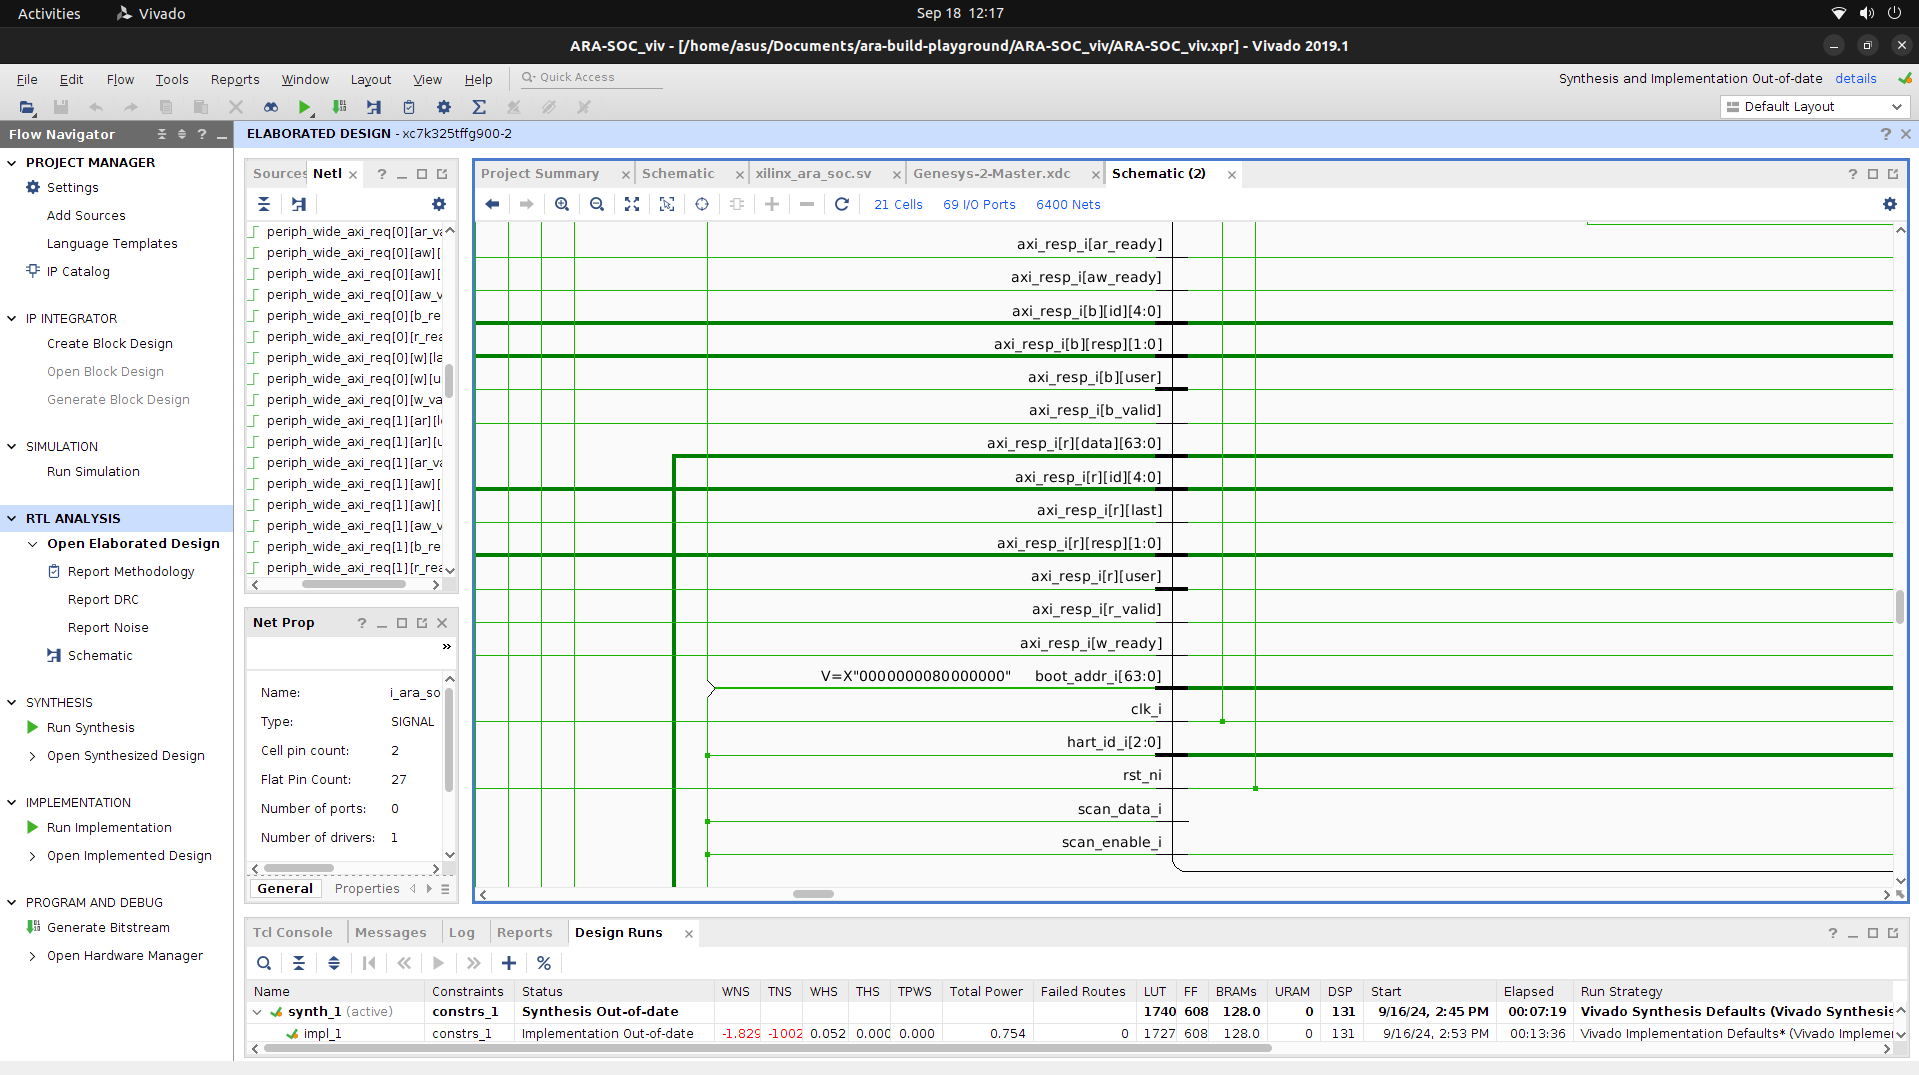 Activities
Vivado
Sep 18  12:17
ARA-SOC_viv - [/home/asus/Documents/ara-build-playground/ARA-SOC_viv/ARA-SOC_viv.xpr] - Vivado 2019.1
File Edit Flow Tools Reports Window Layout View Help
Quick Access
Synthesis and Implementation Out-of-date details
Default Layout
Flow Navigator
ELABORATED DESIGN - xc7k325tffg900-2
PROJECT MANAGER
Settings
Add Sources
Language Templates
IP Catalog
IP INTEGRATOR
Create Block Design
Open Block Design
Generate Block Design
SIMULATION
Run Simulation
RTL ANALYSIS
Open Elaborated Design
Report Methodology
Report DRC
Report Noise
Schematic
SYNTHESIS
Run Synthesis
Open Synthesized Design
IMPLEMENTATION
Run Implementation
Open Implemented Design
PROGRAM AND DEBUG
Generate Bitstream
Open Hardware Manager
Sources Netl
periph_wide_axi_req[0][ar_va
periph_wide_axi_req[0][aw][
periph_wide_axi_req[0][aw][
periph_wide_axi_req[0][aw_v
periph_wide_axi_req[0][b_re
periph_wide_axi_req[0][r_rea
periph_wide_axi_req[0][w][la
periph_wide_axi_req[0][w][u
periph_wide_axi_req[0][w_va
periph_wide_axi_req[1][ar][l
periph_wide_axi_req[1][ar][u
periph_wide_axi_req[1][ar_va
periph_wide_axi_req[1][aw][
periph_wide_axi_req[1][aw][
periph_wide_axi_req[1][aw_v
periph_wide_axi_req[1][b_re
periph_wide_axi_req[1][r_rea
Net Prop
Name: i_ara_so
Type: SIGNAL
Cell pin count: 2
Flat Pin Count: 27
Number of ports: 0
Number of drivers: 1
General Properties
Project Summary Schematic xilinx_ara_soc.sv Genesys-2-Master.xdc Schematic (2)
21 Cells 69 I/O Ports 6400 Nets
axi_resp_i[ar_ready]
axi_resp_i[aw_ready]
axi_resp_i[b][id][4:0]
axi_resp_i[b][resp][1:0]
axi_resp_i[b][user]
axi_resp_i[b_valid]
axi_resp_i[r][data][63:0]
axi_resp_i[r][id][4:0]
axi_resp_i[r][last]
axi_resp_i[r][resp][1:0]
axi_resp_i[r][user]
axi_resp_i[r_valid]
axi_resp_i[w_ready]
V=X"0000000080000000" boot_addr_i[63:0]
clk_i
hart_id_i[2:0]
rst_ni
scan_data_i
scan_enable_i
Tcl Console Messages Log Reports Design Runs
Name Constraints Status WNS TNS WHS THS TPWS Total Power Failed Routes LUT FF BRAMs URAM DSP Start Elapsed Run Strategy
synth_1 (active) constrs_1 Synthesis Out-of-date 1740 608 128.0 0 131 9/16/24, 2:45 PM 00:07:19 Vivado Synthesis Defaults (Vivado Synthesis
impl_1 constrs_1 Implementation Out-of-date -1.829 -1002 0.052 0.000 0.000 0.754 0 1727 608 128.0 0 131 9/16/24, 2:53 PM 00:13:36 Vivado Implementation Defaults* (Vivado Implemen